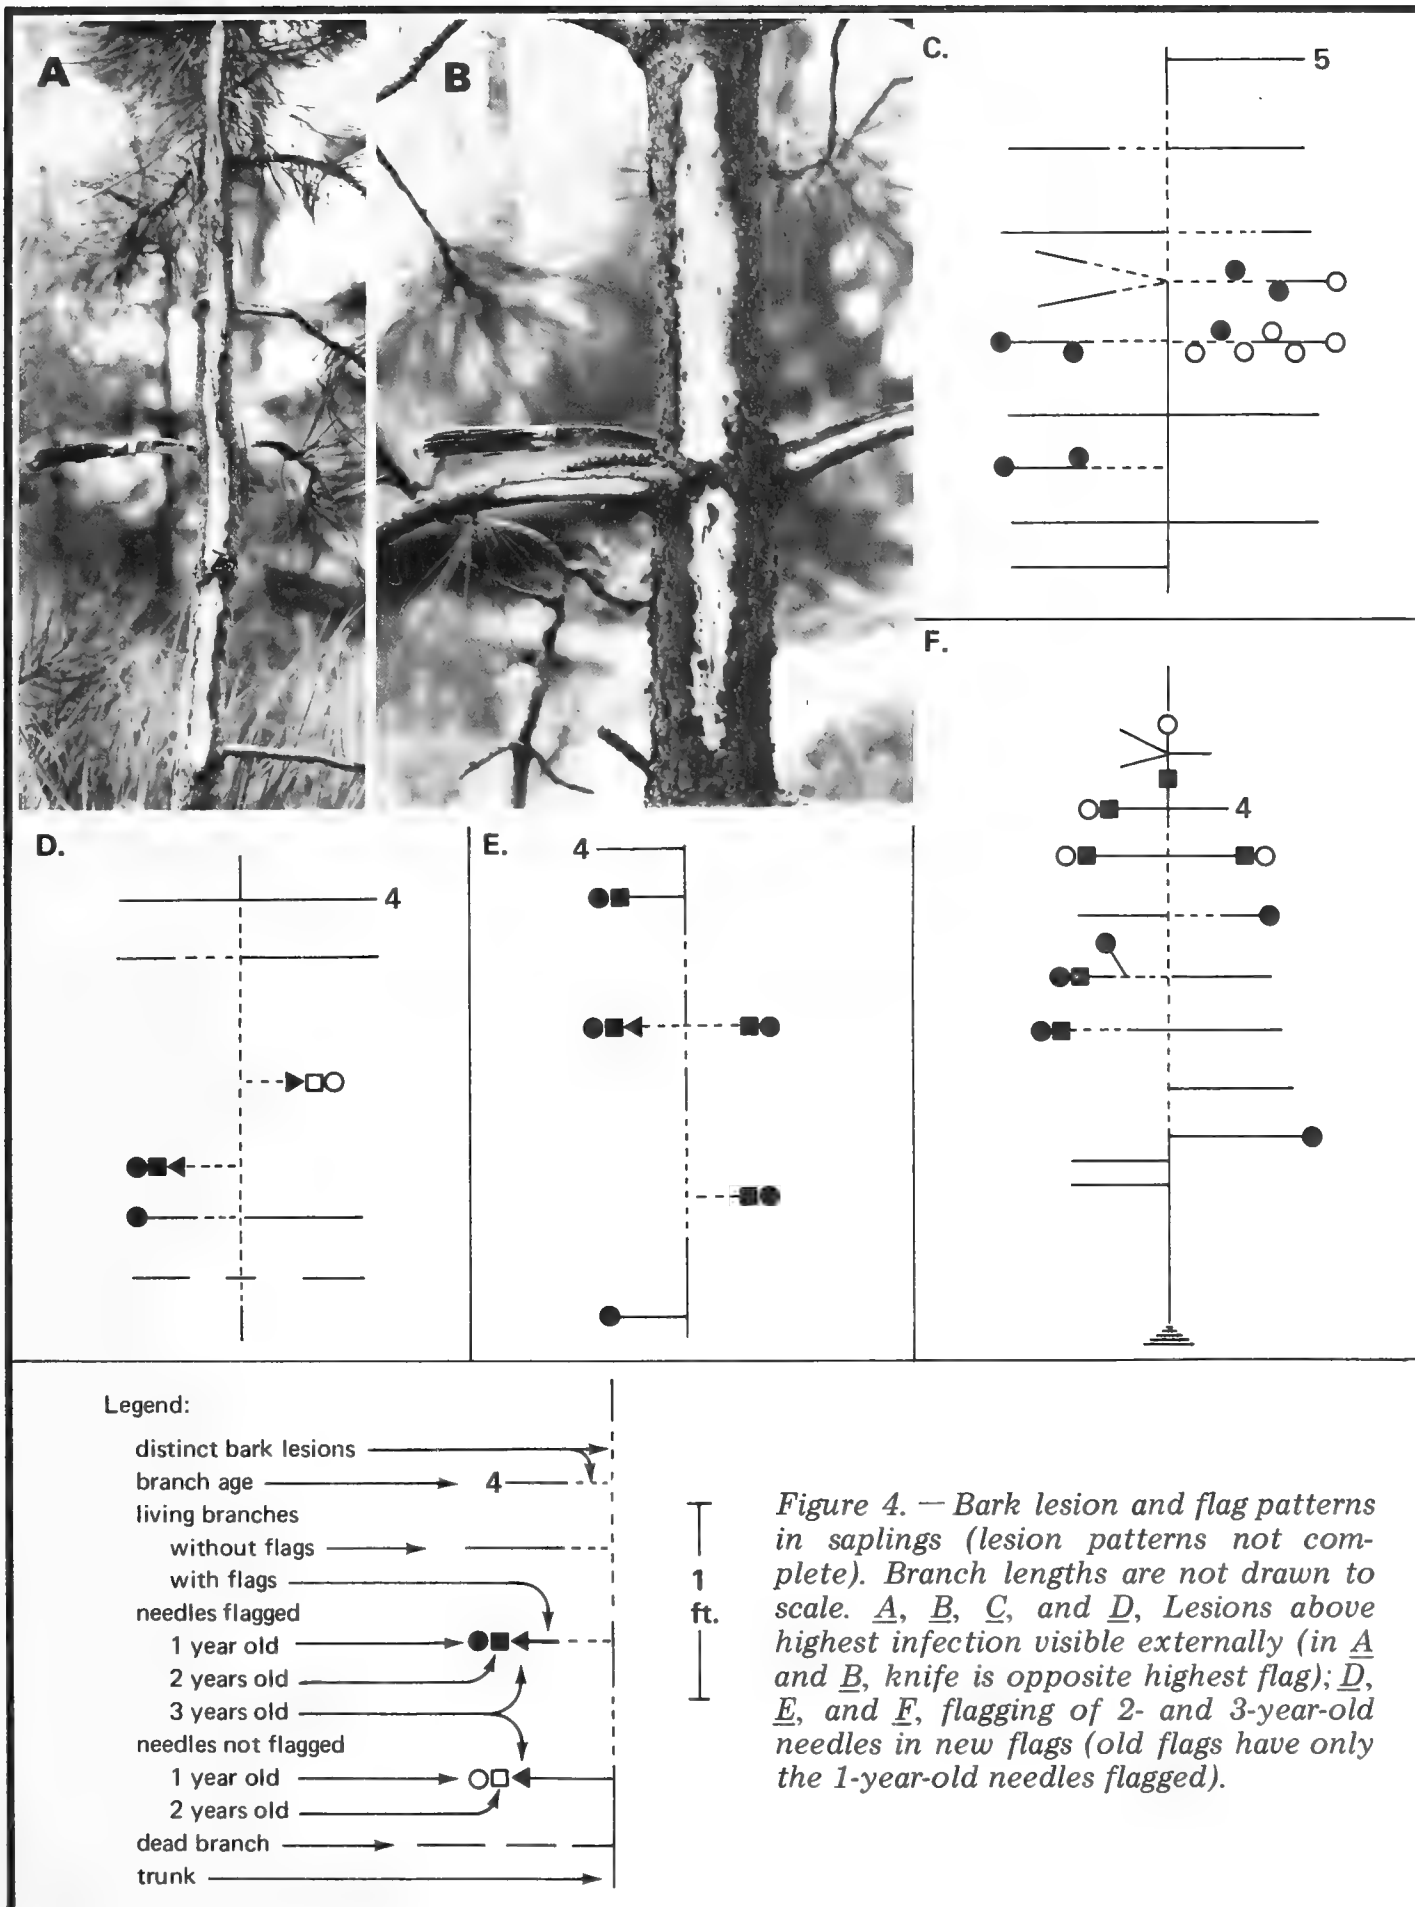 A
B
C.
5
F.
4
D.
4
E.
4
Legend:
distinct bark lesions
branch age
4
living branches
without flags
with flags
needles flagged
1 year old
2 years old
3 years old
needles not flagged
1 year old
2 years old
dead branch
trunk
1
ft.
Figure 4. — Bark lesion and flag patterns
in saplings (lesion patterns not com-
plete). Branch lengths are not drawn to
scale. A, B, C, and D, Lesions above
highest infection visible externally (in A
and B, knife is opposite highest flag); D,
E, and F, flagging of 2- and 3-year-old
needles in new flags (old flags have only
the 1-year-old needles flagged).